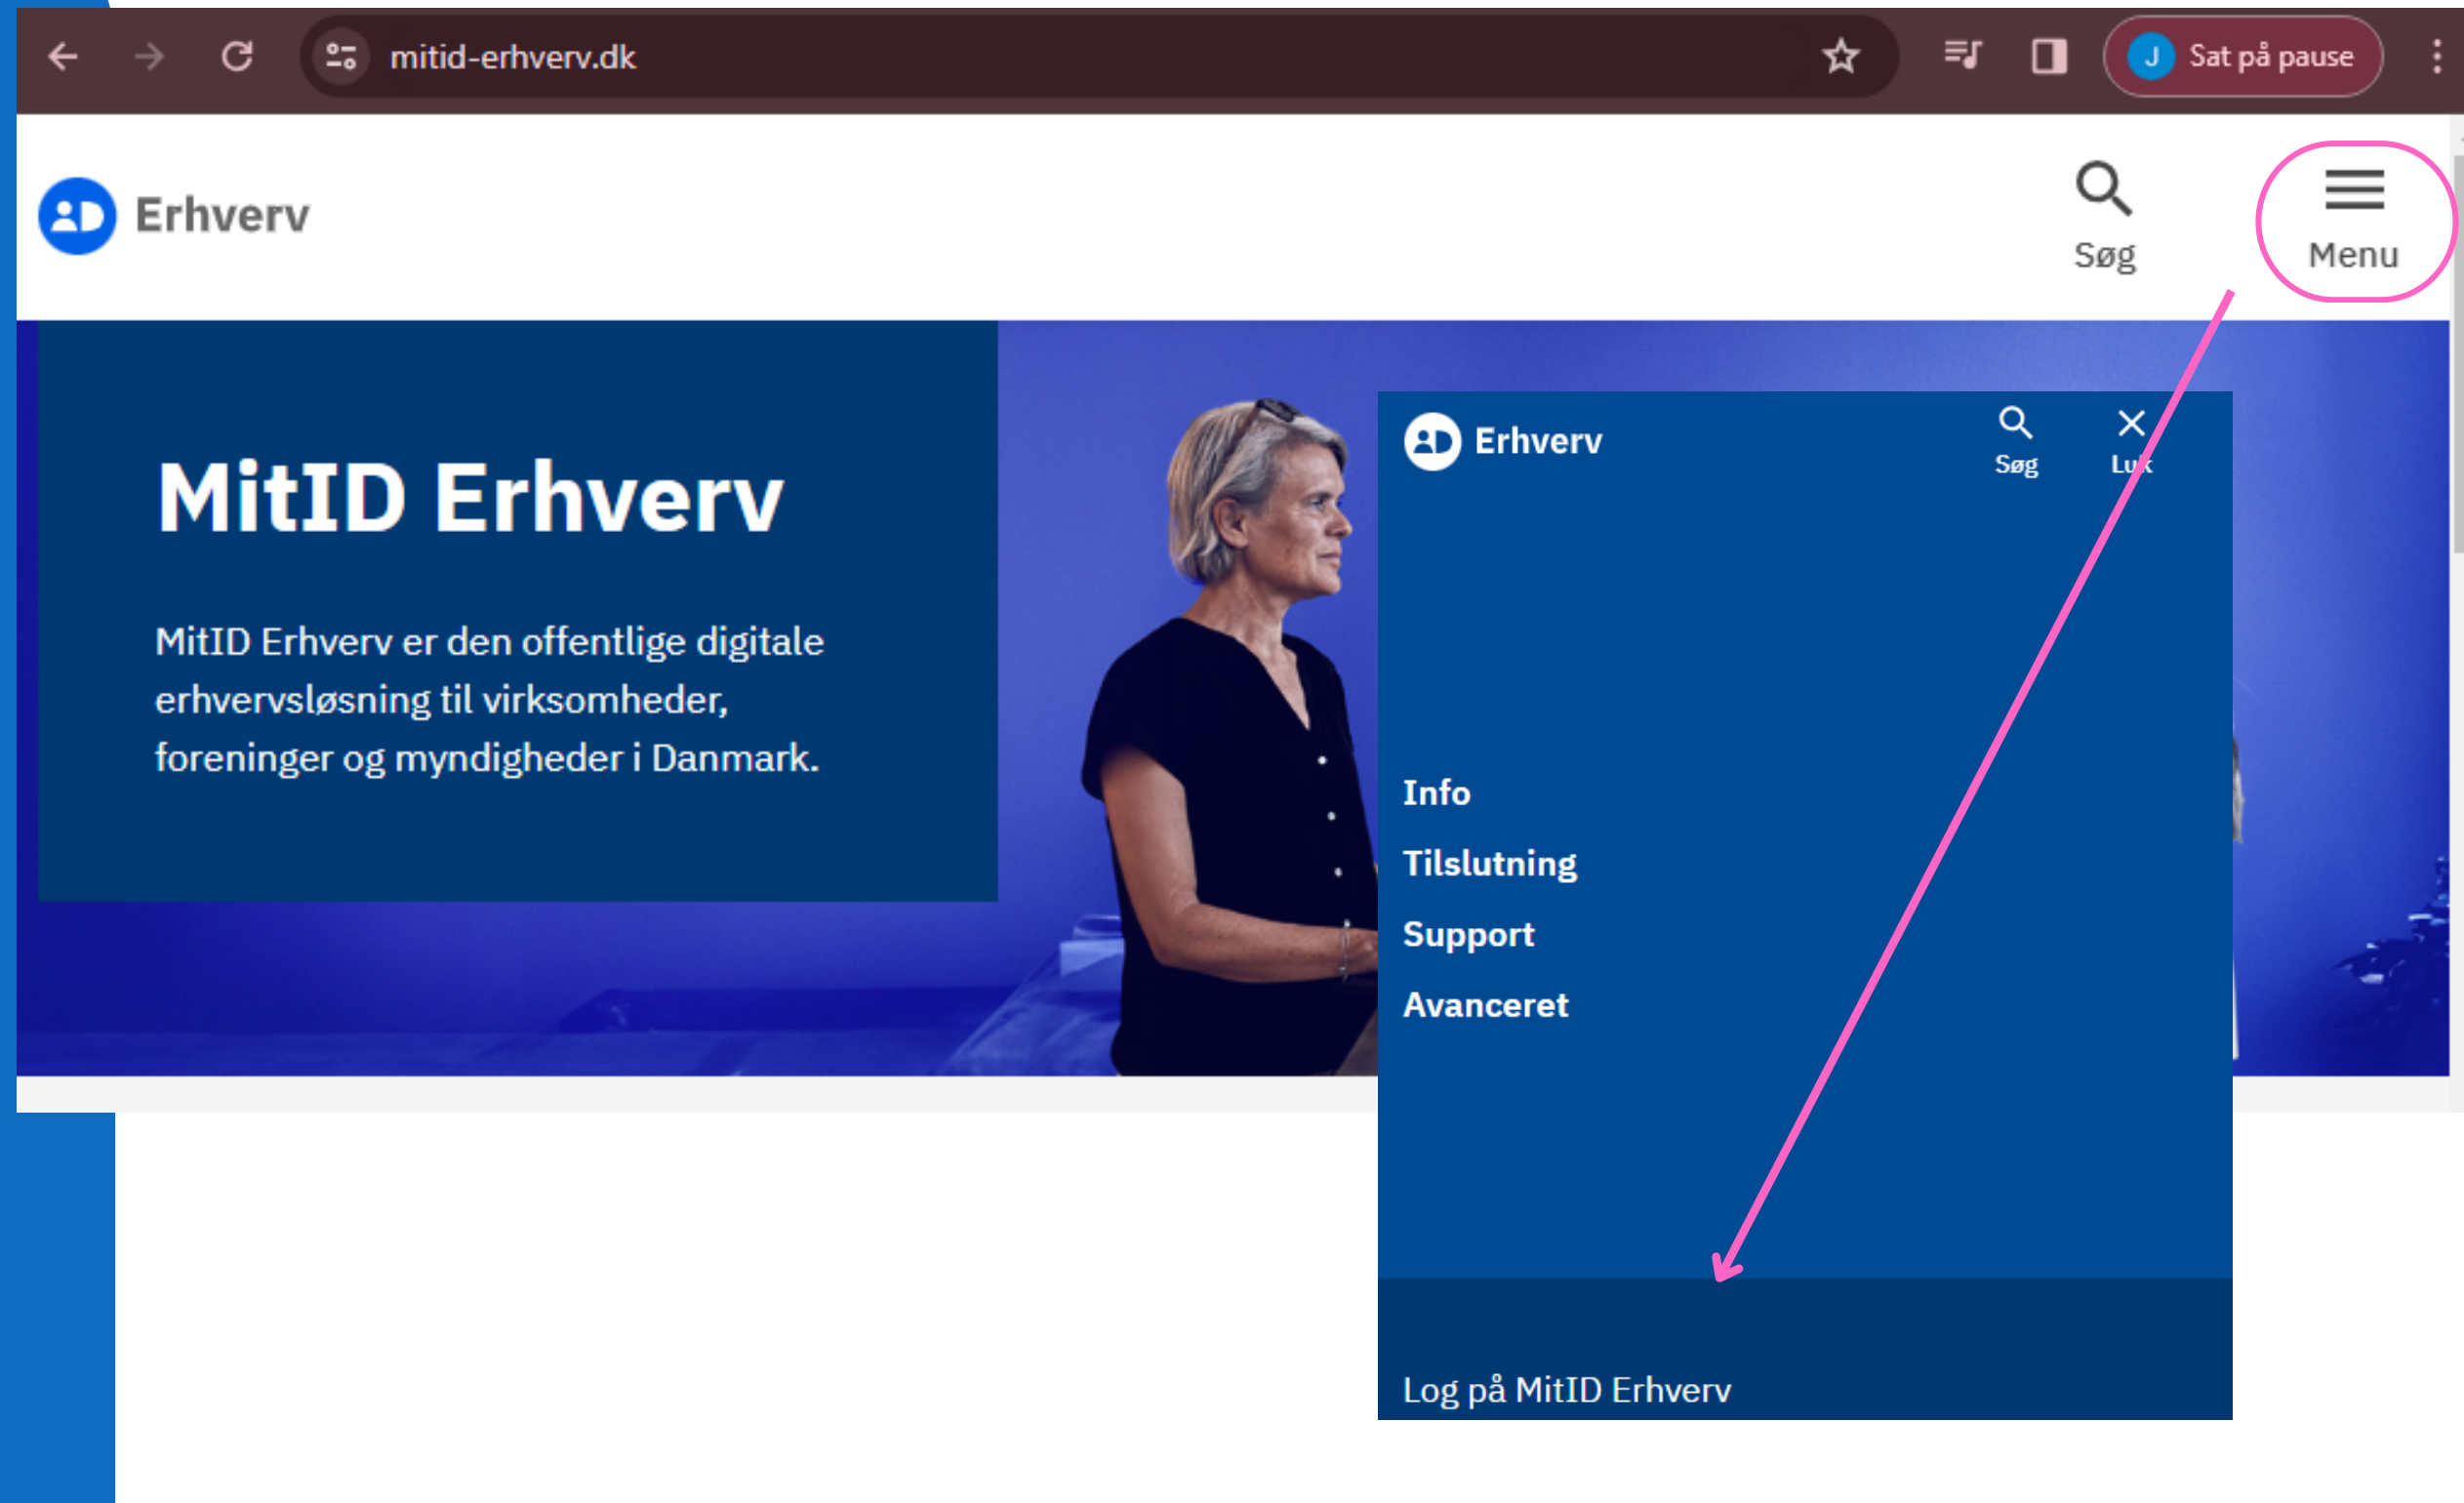 mitid-erhverv.dk
J Sat på pause
Erhverv
Søg
Menu
MitID Erhverv
MitID Erhverv er den offentlige digitale
erhvervsløsning til virksomheder,
foreninger og myndigheder i Danmark.
Erhverv
Søg
Luk
Info
Tilslutning
Support
Avanceret
Log på MitID Erhverv